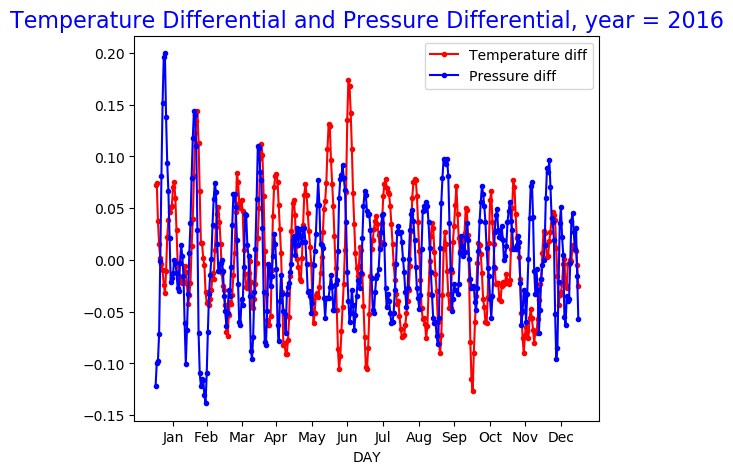 Temperature Differential and Pressure Differential, year = 2016
Temperature diff
Pressure diff
0.20
0.15
0.10
0.05
0.00
−0.05
−0.10
−0.15
Jan Feb Mar Apr May Jun Jul Aug Sep Oct Nov Dec
DAY